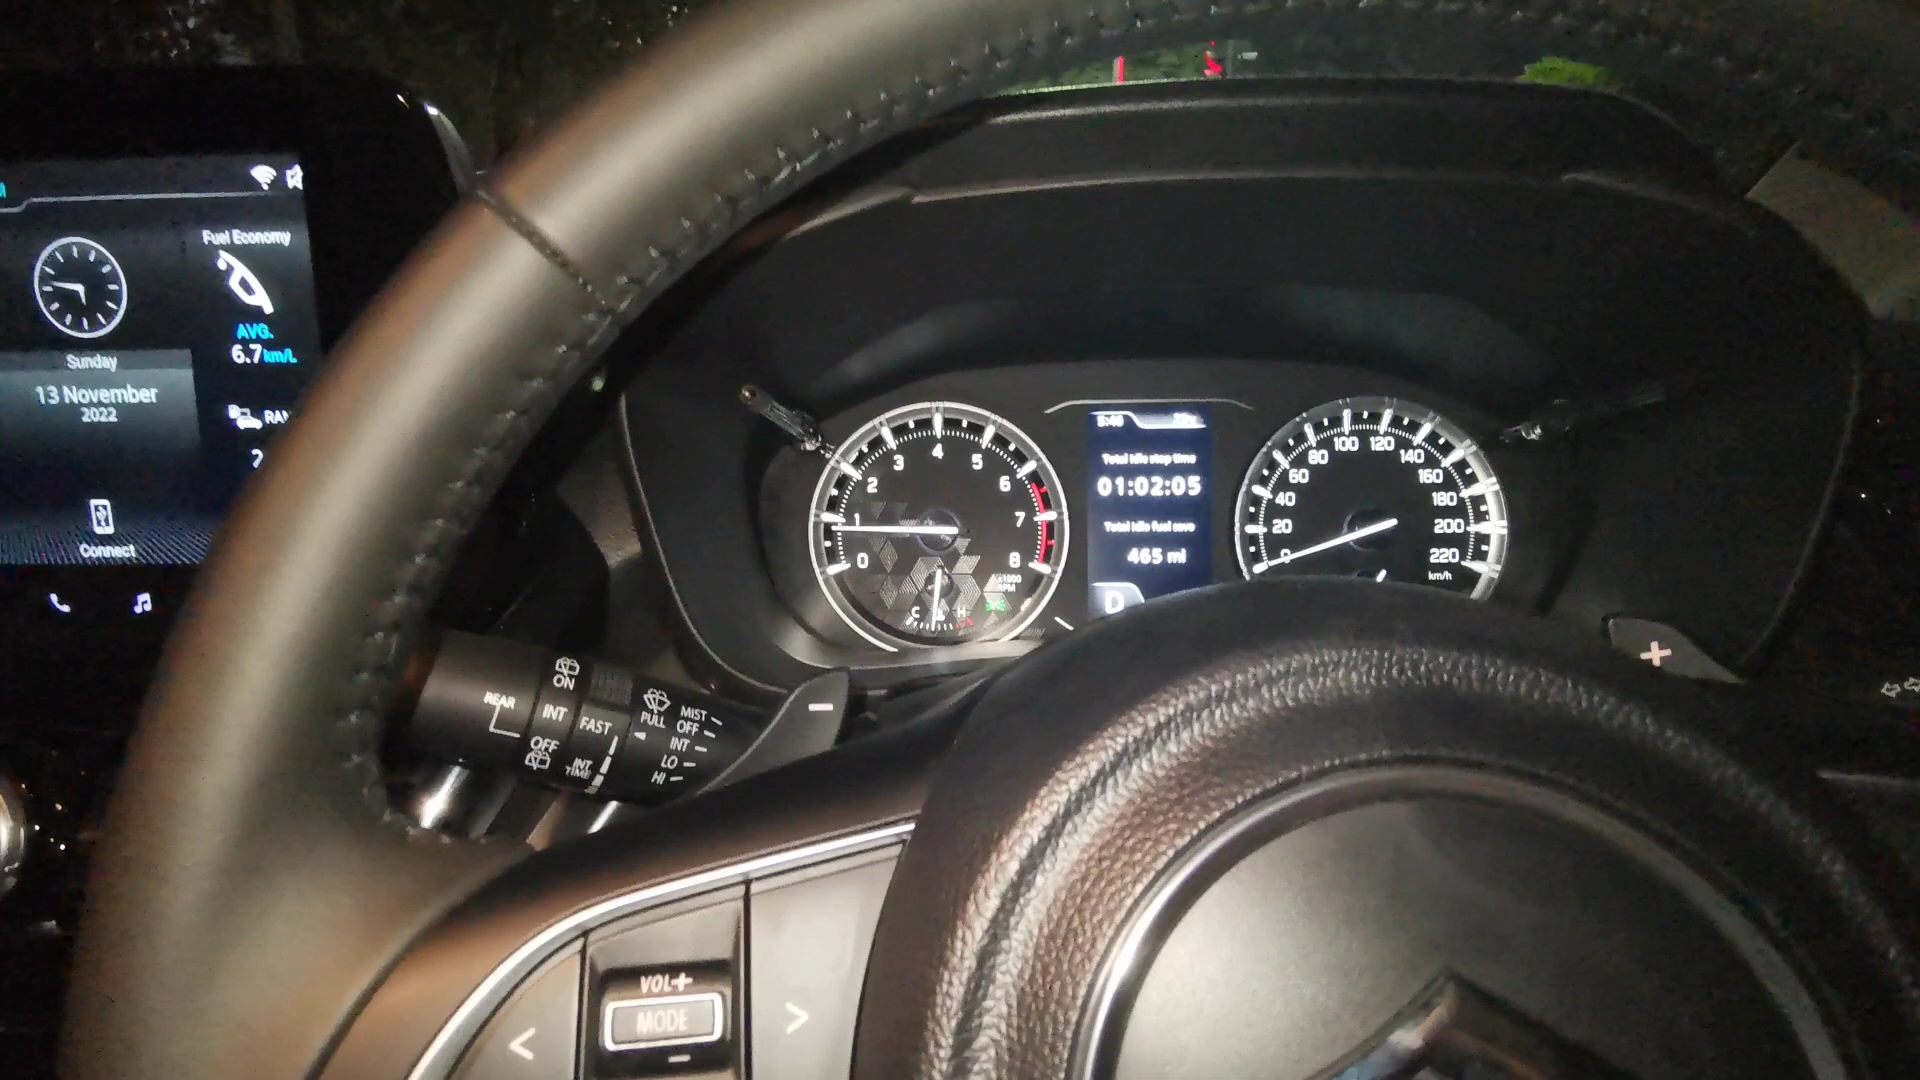 Fuel Economy
AVG.
6.7 km/L
Sunday
13 November
2022
Connect
0
1
2
3
4
5
6
7
8
x1000
RPM
C
H
Total idle stop time
01:02:05
Total idle fuel save
465 ml
D
0
20
40
60
80
100
120
140
160
180
200
220
km/h
REAR
ON
INT
OFF
FAST
INT
TIME
PULL
MIST
OFF
INT
LO
HI
−
+
<
VOL+
MODE
−
>